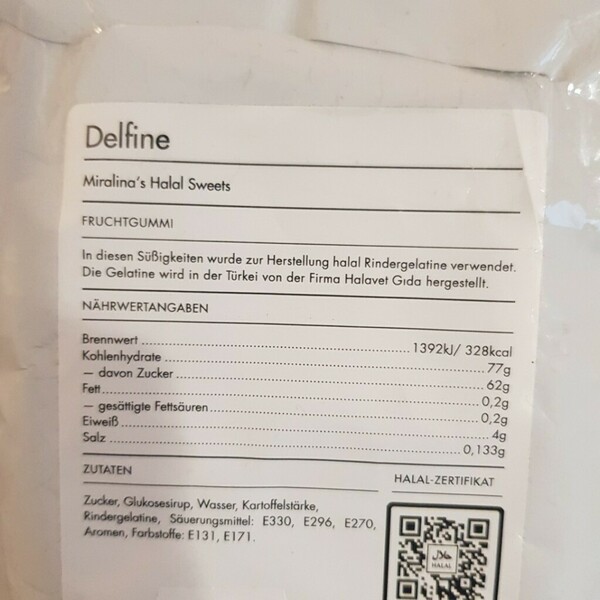 Delfine
Miralina's Halal Sweets
FRUCHTGUMMI
In diesen Süßigkeiten wurde zur Herstellung halal Rindergelatine verwendet.
Die Gelatine wird in der Türkei von der Firma Halavet Gıda hergestellt.
NÄHRWERTANGABEN
Brennwert 1392kJ/ 328kcal
Kohlenhydrate 77g
– davon Zucker 62g
Fett 0,2g
– gesättigte Fettsäuren 0,2g
Eiweiß 4g
Salz 0,133g
ZUTATEN
Zucker, Glukosesirup, Wasser, Kartoffelstärke,
Rindergelatine, Säuerungsmittel: E330, E296, E270,
Aromen, Farbstoffe: E131, E171.
HALAL-ZERTIFIKAT
حلال
HALAL